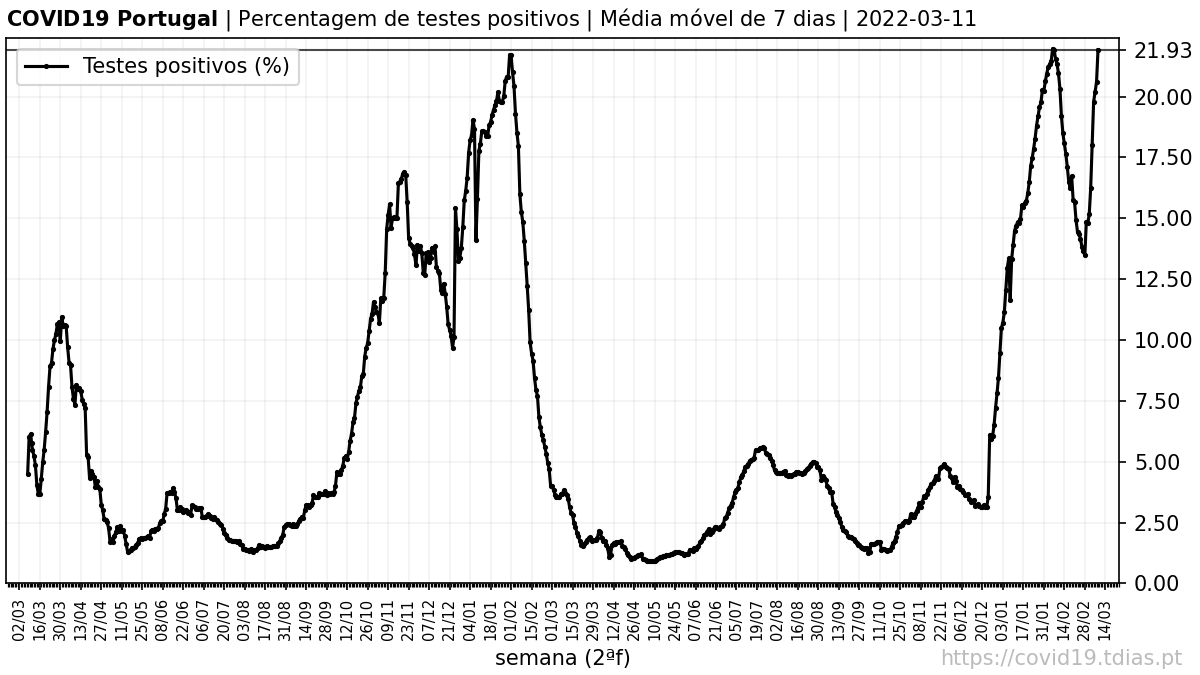 COVID19 Portugal | Percentagem de testes positivos | Média móvel de 7 dias | 2022-03-11
Testes positivos (%)
21.93
20.00
17.50
15.00
12.50
10.00
7.50
5.00
2.50
0.00
02/03 16/03 30/03 13/04 27/04 11/05 25/05 08/06 22/06 06/07 20/07 03/08 17/08 31/08 14/09 28/09 12/10 26/10 09/11 23/11 07/12 21/12 04/01 18/01 01/02 15/02 01/03 15/03 29/03 12/04 26/04 10/05 24/05 07/06 21/06 05/07 19/07 02/08 16/08 30/08 13/09 27/09 11/10 25/10 08/11 22/11 06/12 20/12 03/01 17/01 31/01 14/02 28/02 14/03
semana (2ªf)
https://covid19.tdias.pt